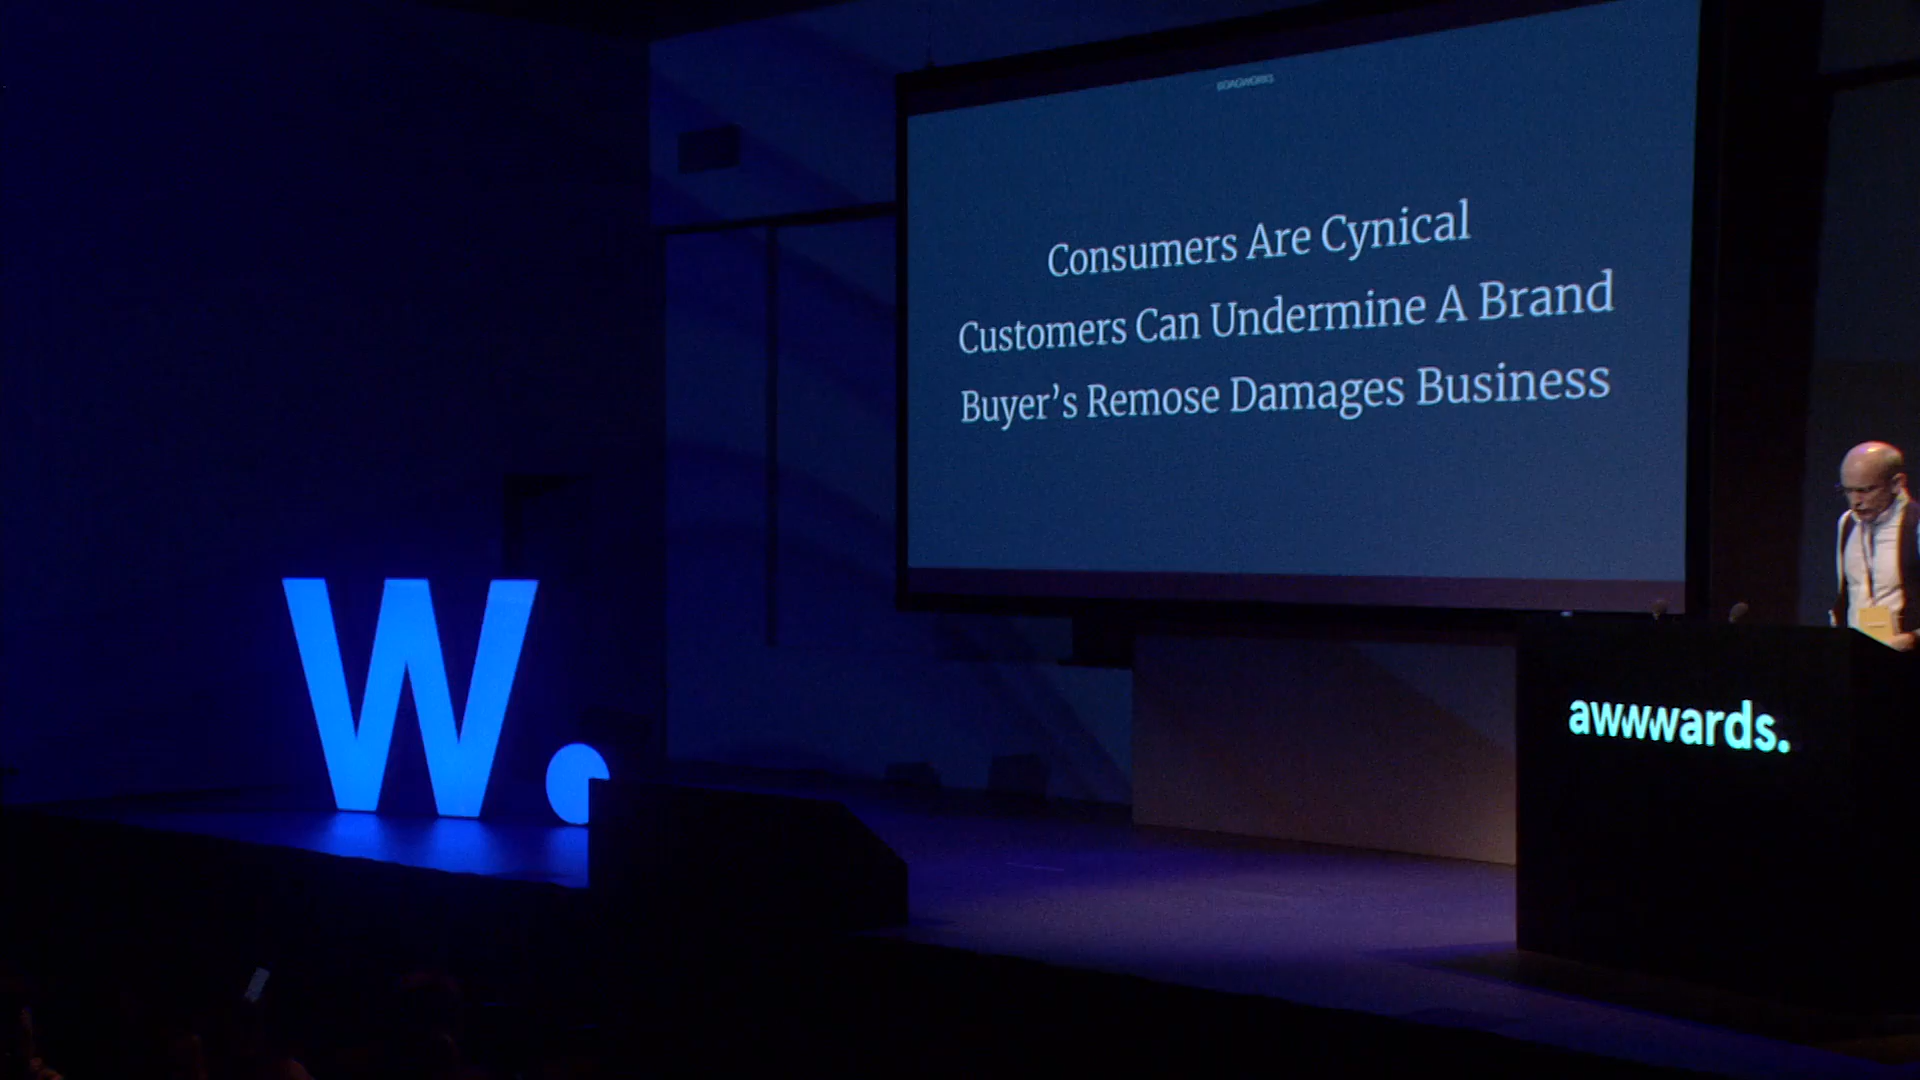 Consumers Are Cynical
Customers Can Undermine A Brand
Buyer’s Remose Damages Business
W.
awwwards.